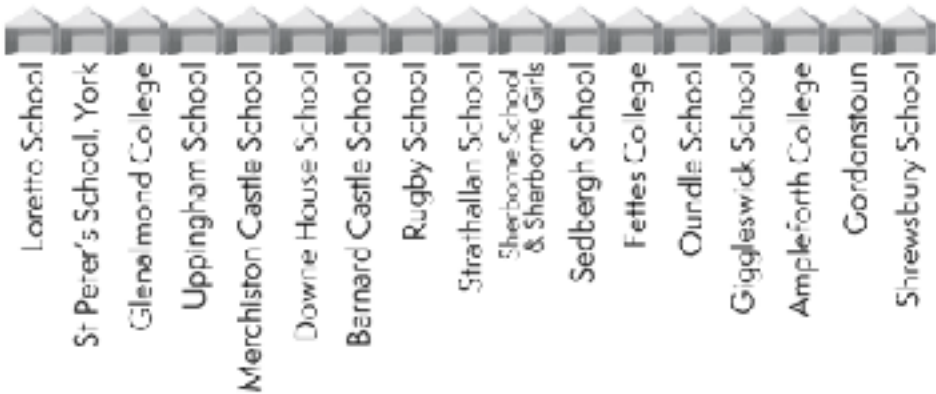 Loretto School
St Peter's School, York
Glenalmond College
Uppingham School
Merchiston Castle School
Downe House School
Barnard Castle School
Rugby School
Strathallan School
Sherborne School
& Sherborne Girls
Sedbergh School
Fettes College
Oundle School
Giggleswick School
Ampleforth College
Gordonstoun
Shrewsbury School